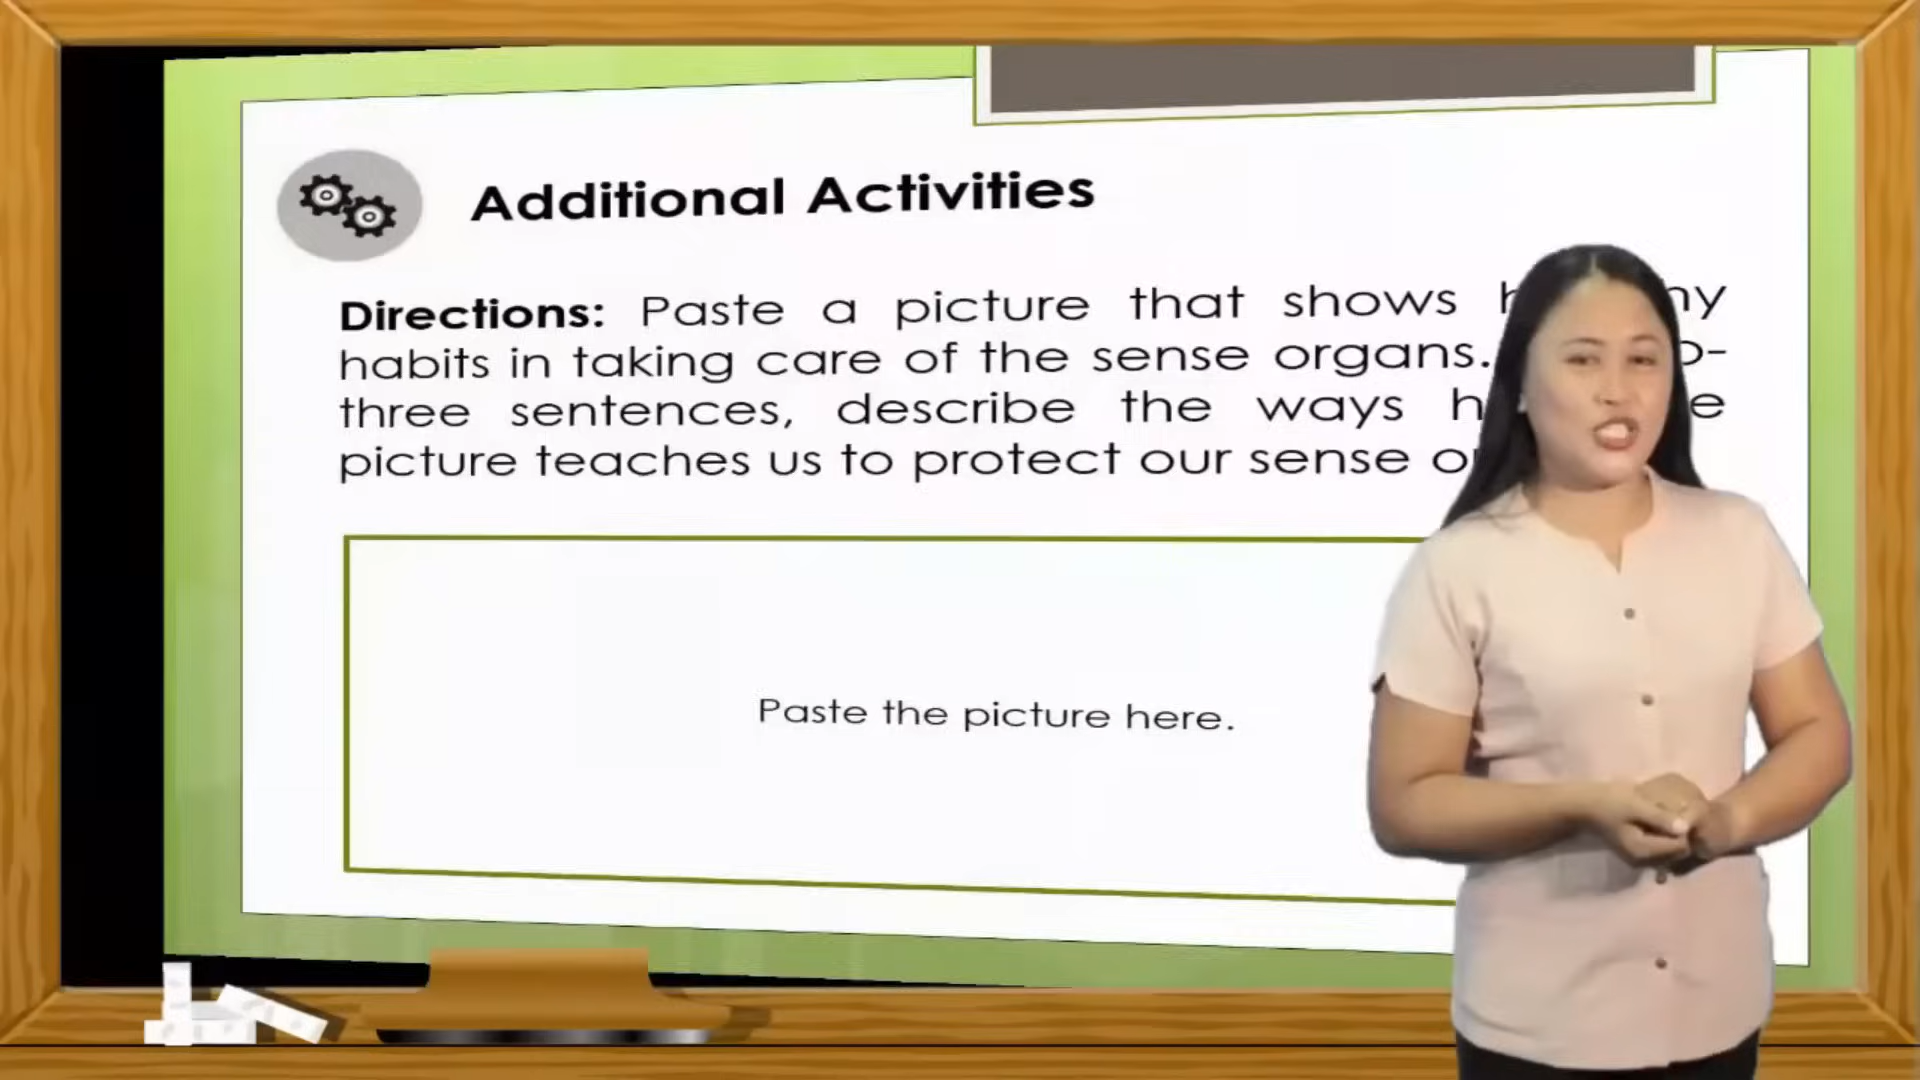 Additional Activities
Directions: Paste a picture that shows
habits in taking care of the sense organs.
three sentences, describe the ways
picture teaches us to protect our sense
Paste the picture here.